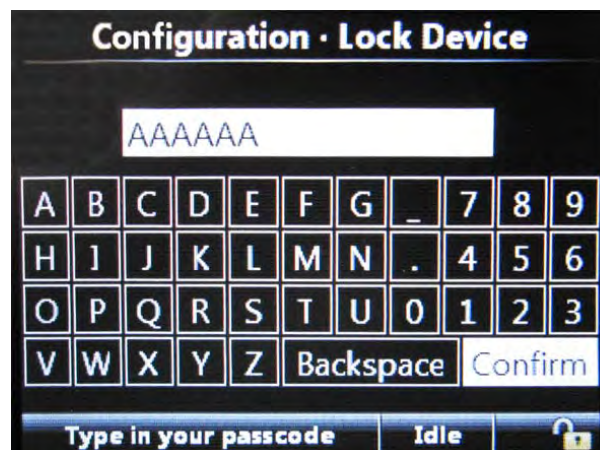 Configuration · Lock Device
AAAAAA
A B C D E F G _ 7 8 9
H I J K L M N . 4 5 6
O P Q R S T U 0 1 2 3
V W X Y Z Backspace Confirm
Type in your passcode Idle